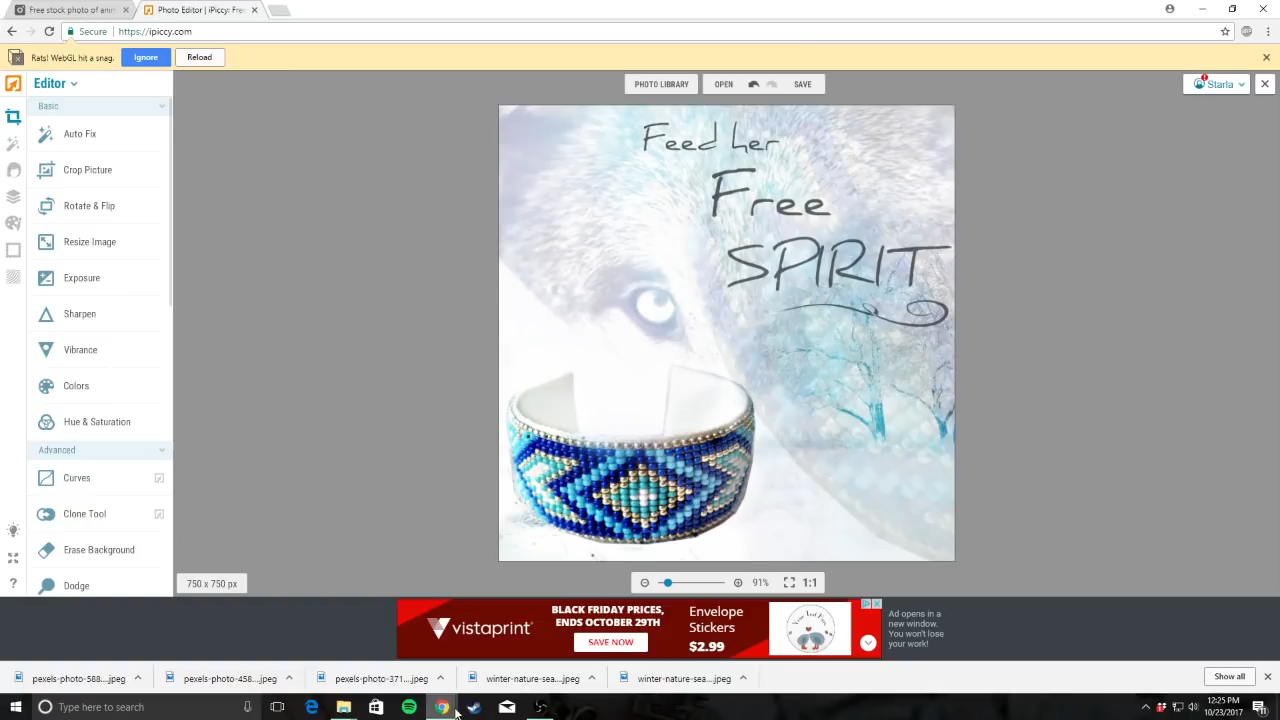 Free stock photo of anim
Photo Editor | iPiccy: Free
Secure
https://ipiccy.com
Rats! WebGL hit a snag.
Ignore
Reload
Editor
PHOTO LIBRARY
OPEN
SAVE
Starla
Basic
Auto Fix
Crop Picture
Rotate & Flip
Resize Image
Exposure
Sharpen
Vibrance
Colors
Hue & Saturation
Advanced
Curves
Clone Tool
Erase Background
Dodge
Feed her
Free
SPIRIT
750 x 750 px
91%
1:1
vistaprint
BLACK FRIDAY PRICES,
ENDS OCTOBER 29TH
SAVE NOW
Envelope
Stickers
$2.99
Ad opens in a
new window.
You won't lose
your work!
pexels-photo-588....jpeg
pexels-photo-458....jpeg
pexels-photo-371....jpeg
winter-nature-sea....jpeg
winter-nature-sea....jpeg
Show all
Type here to search
12:25 PM
10/23/2017